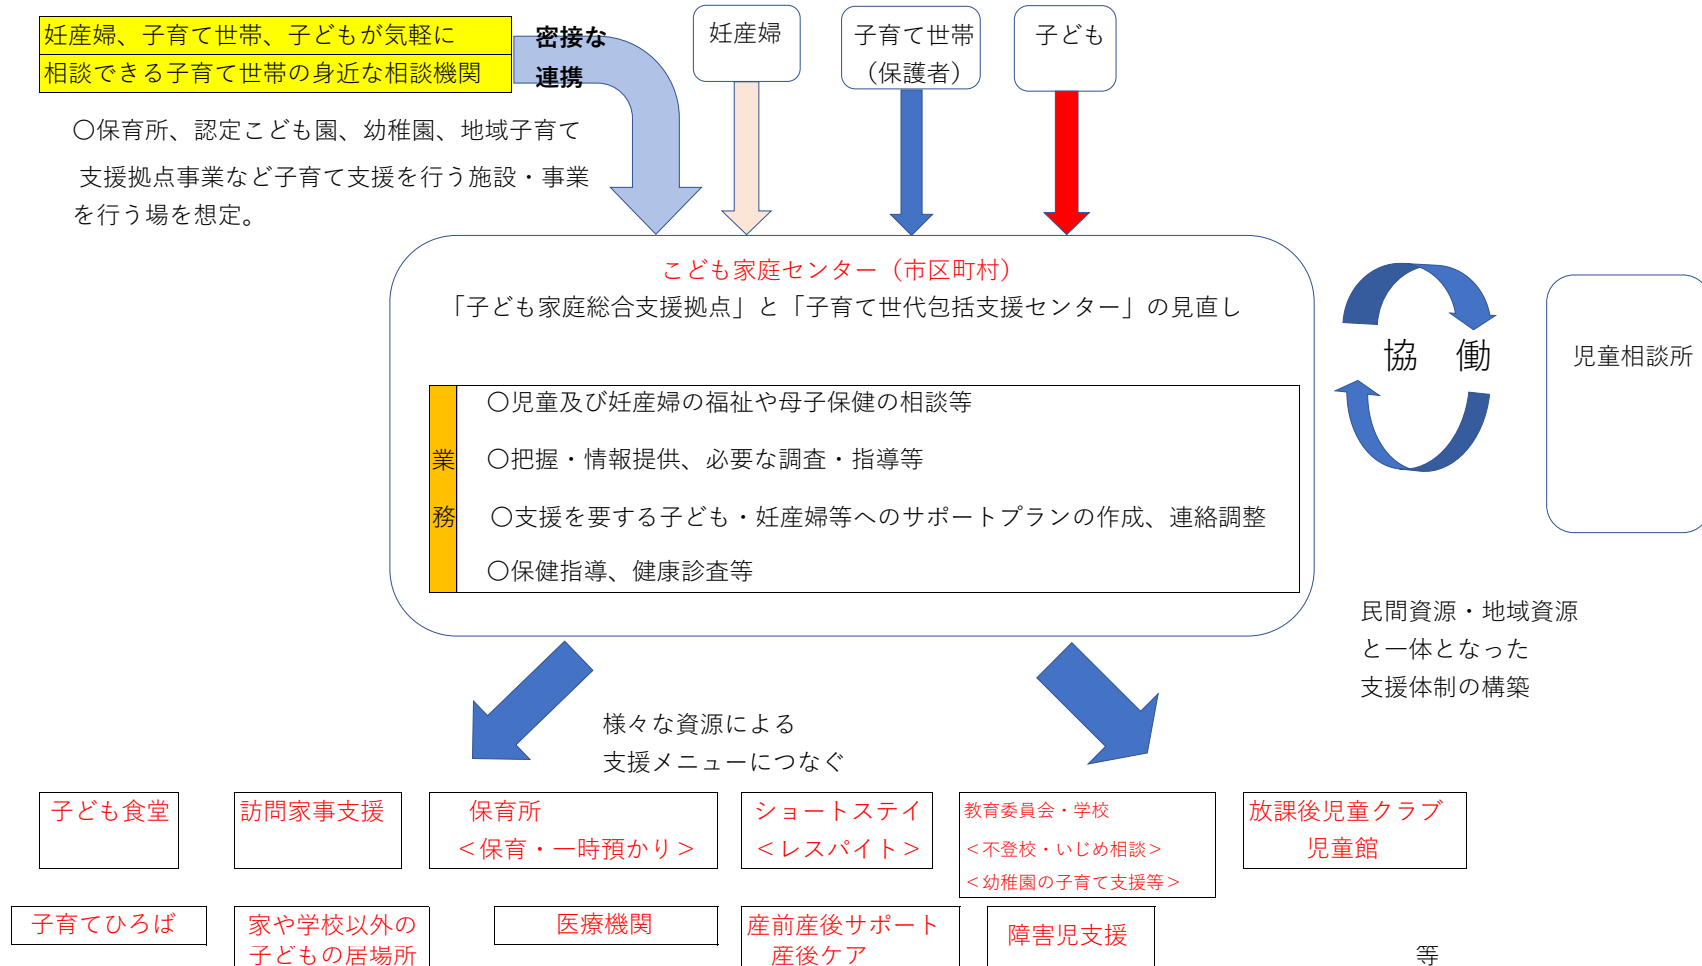 妊産婦、子育て世帯、子どもが気軽に
相談できる子育て世帯の身近な相談機関
密接な
連携
妊産婦
子育て世帯
（保護者）
子ども
〇保育所、認定こども園、幼稚園、地域子育て
支援拠点事業など子育て支援を行う施設・事業
を行う場を想定。
こども家庭センター（市区町村）
「子ども家庭総合支援拠点」と「子育て世代包括支援センター」の見直し
業
務
〇児童及び妊産婦の福祉や母子保健の相談等
〇把握・情報提供、必要な調査・指導等
〇支援を要する子ども・妊産婦等へのサポートプランの作成、連絡調整
〇保健指導、健康診査等
協　働
児童相談所
民間資源・地域資源
と一体となった
支援体制の構築
様々な資源による
支援メニューにつなぐ
子ども食堂
訪問家事支援
保育所
＜保育・一時預かり＞
ショートステイ
＜レスパイト＞
教育委員会・学校
＜不登校・いじめ相談＞
＜幼稚園の子育て支援等＞
放課後児童クラブ
児童館
子育てひろば
家や学校以外の
子どもの居場所
医療機関
産前産後サポート
産後ケア
障害児支援
等